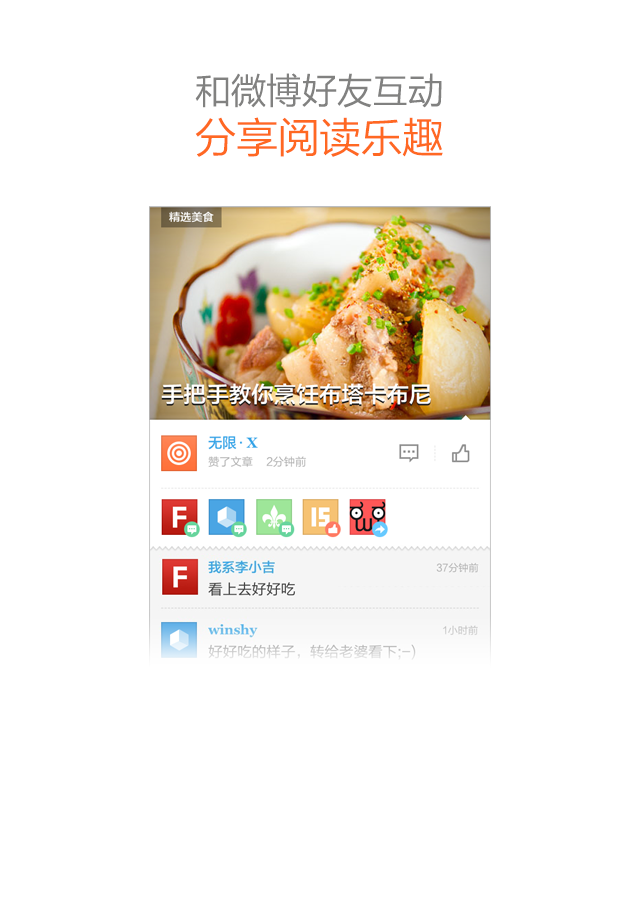 和微博好友互动
分享阅读乐趣
精选美食
手把手教你烹饪布塔卡布尼
无限·X
赞了文章 2分钟前
F
15
F
我系李小吉 37分钟前
看上去好好吃
winshy 1小时前
好好吃的样子，转给老婆看下;-)